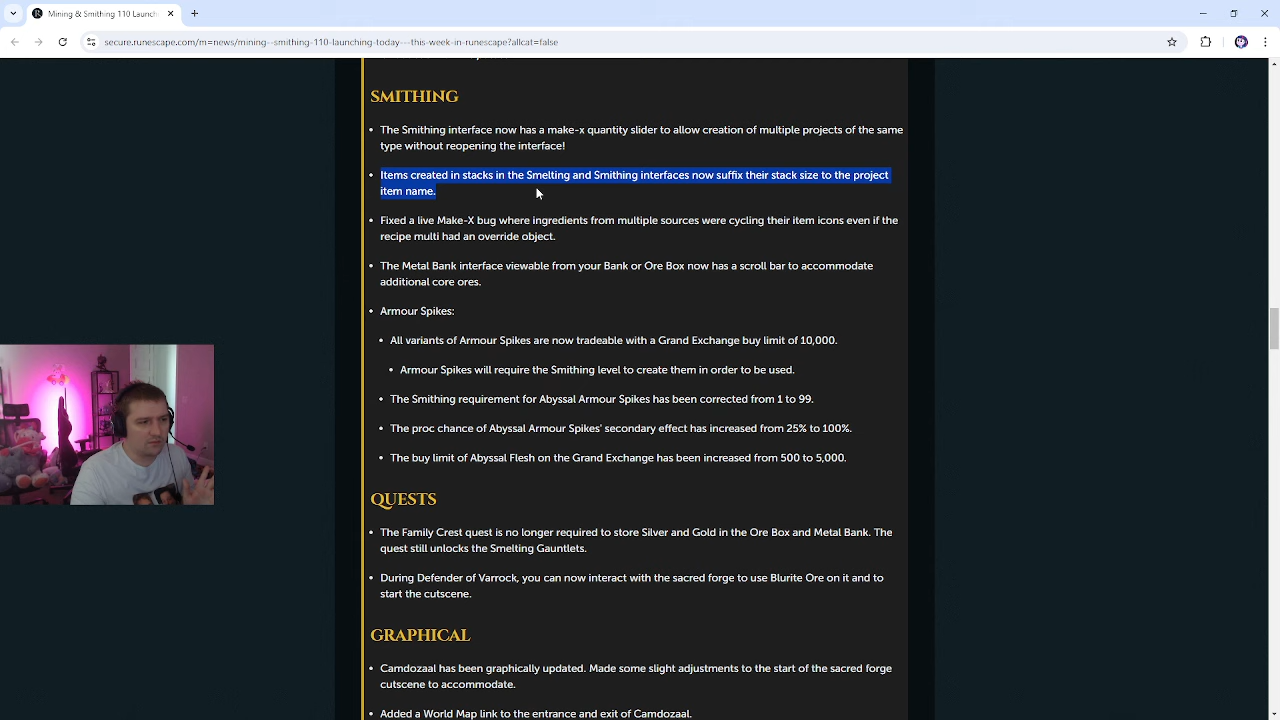 Mining & Smithing 110 Launch
secure.runescape.com/m=news/mining--smithing-110-launching-today---this-week-in-runescape?allcat=false
SMITHING
• The Smithing interface now has a make-x quantity slider to allow creation of multiple projects of the same
type without reopening the interface!
• Items created in stacks in the Smelting and Smithing interfaces now suffix their stack size to the project
item name.
• Fixed a live Make-X bug where ingredients from multiple sources were cycling their item icons even if the
recipe multi had an override object.
• The Metal Bank interface viewable from your Bank or Ore Box now has a scroll bar to accommodate
additional core ores.
• Armour Spikes:
• All variants of Armour Spikes are now tradeable with a Grand Exchange buy limit of 10,000.
• Armour Spikes will require the Smithing level to create them in order to be used.
• The Smithing requirement for Abyssal Armour Spikes has been corrected from 1 to 99.
• The proc chance of Abyssal Armour Spikes' secondary effect has increased from 25% to 100%.
• The buy limit of Abyssal Flesh on the Grand Exchange has been increased from 500 to 5,000.
QUESTS
• The Family Crest quest is no longer required to store Silver and Gold in the Ore Box and Metal Bank. The
quest still unlocks the Smelting Gauntlets.
• During Defender of Varrock, you can now interact with the sacred forge to use Blurite Ore on it and to
start the cutscene.
GRAPHICAL
• Camdozaal has been graphically updated. Made some slight adjustments to the start of the sacred forge
cutscene to accommodate.
• Added a World Map link to the entrance and exit of Camdozaal.